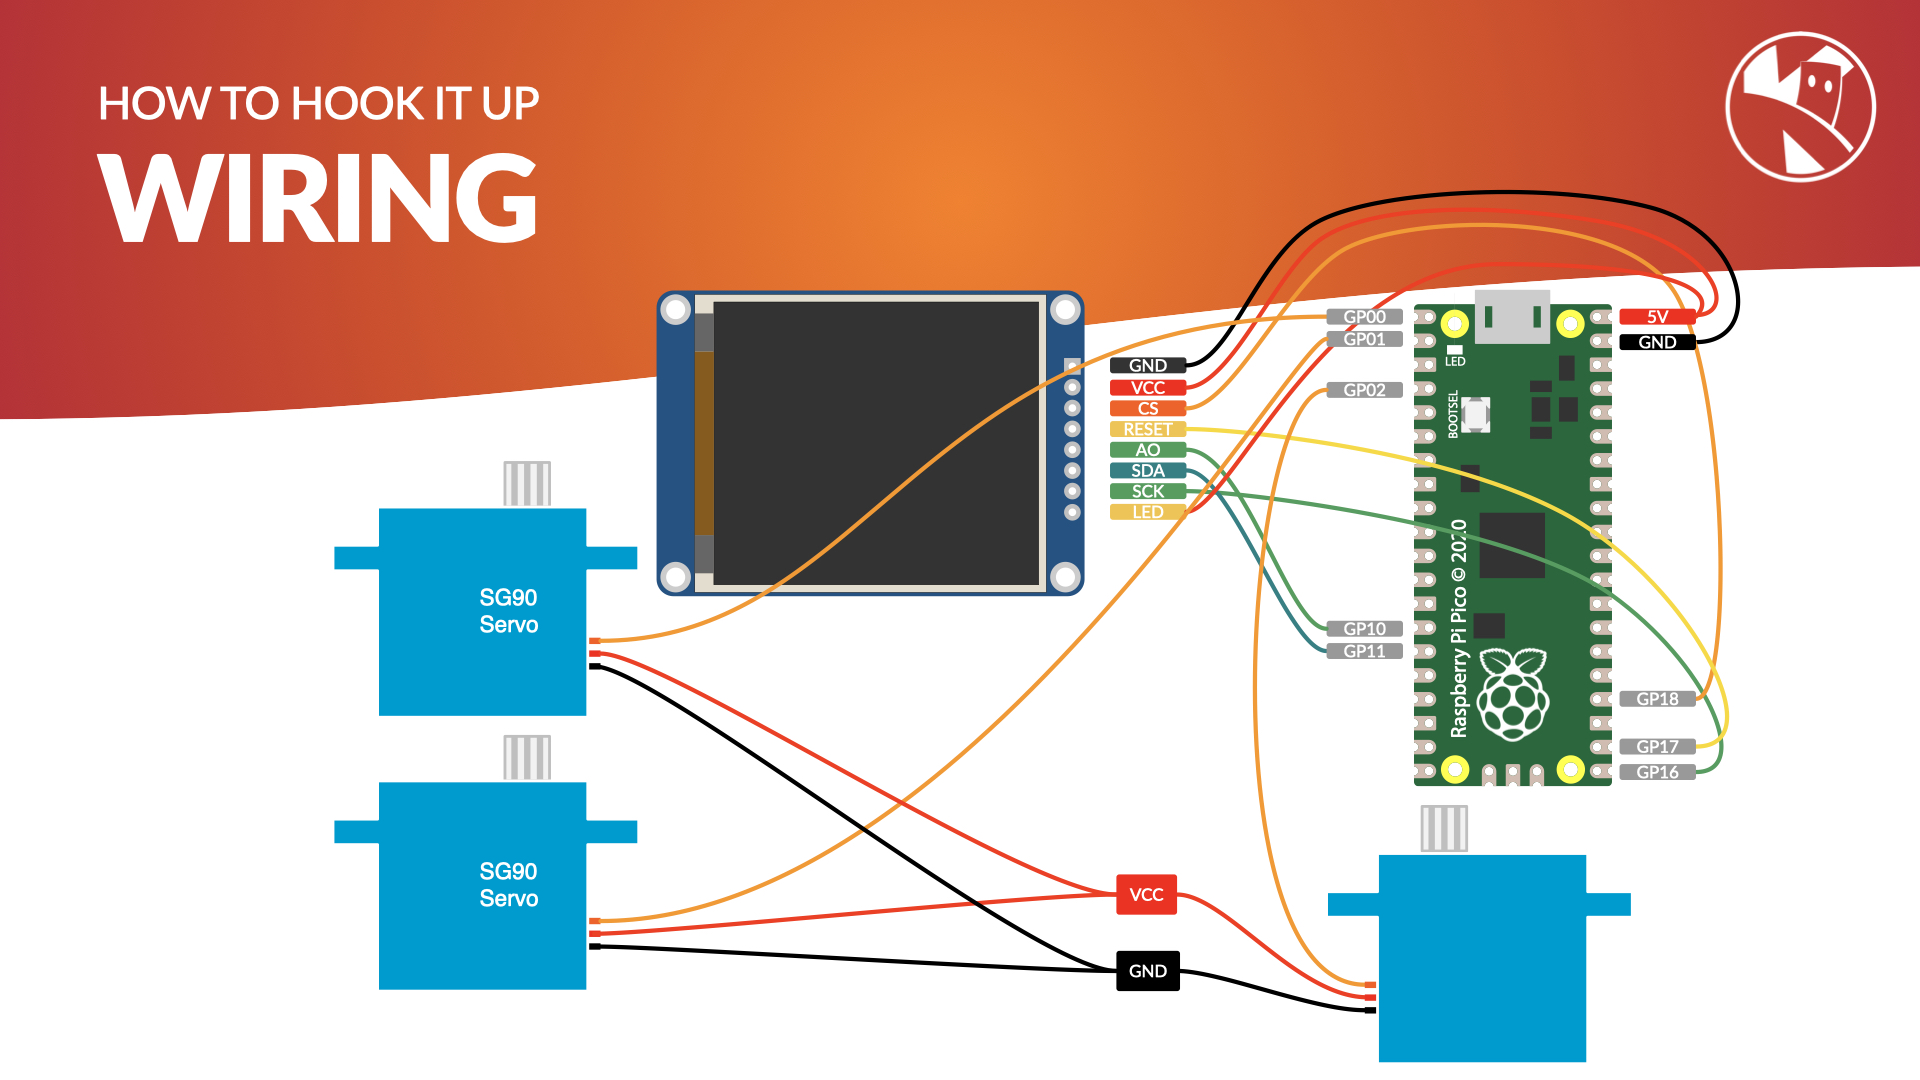 HOW TO HOOK IT UP
WIRING
GND
VCC
CS
RESET
AO
SDA
SCK
LED
GP00
GP01
GP02
GP10
GP11
LED
BOOTSEL
Raspberry Pi Pico © 2020
5V
GND
GP18
GP17
GP16
SG90
Servo
SG90
Servo
VCC
GND